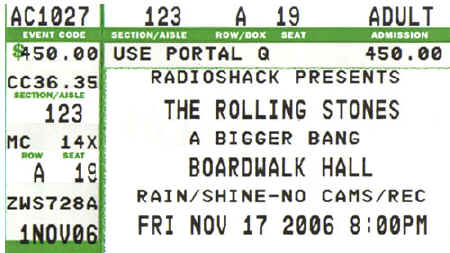 AC1027 123 A 19 ADULT
EVENT CODE SECTION/AISLE ROW/BOX SEAT ADMISSION
$450.00 USE PORTAL Q 450.00
RADIOSHACK PRESENTS
CC36.35
SECTION/AISLE
THE ROLLING STONES
123
A BIGGER BANG
MC 14X
ROW SEAT
BOARDWALK HALL
A 19
RAIN/SHINE-NO CAMS/REC
ZWS728A
FRI NOV 17 2006 8:00PM
1NOV06